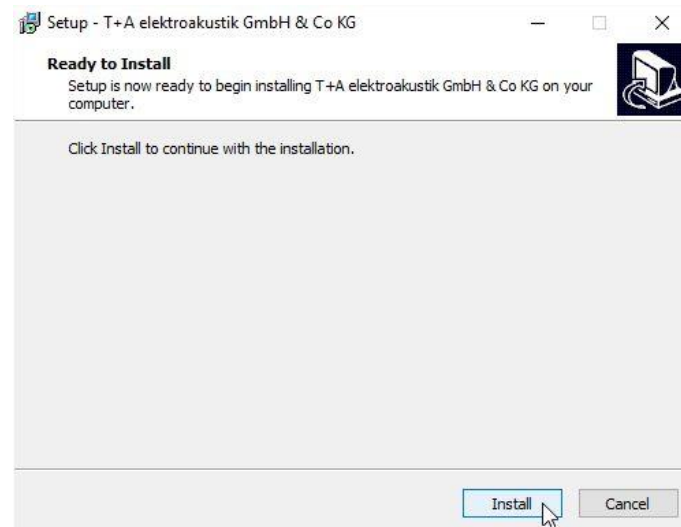 Setup - T+A elektroakustik GmbH & Co KG
Ready to Install
Setup is now ready to begin installing T+A elektroakustik GmbH & Co KG on your
computer.
Click Install to continue with the installation.
Install
Cancel